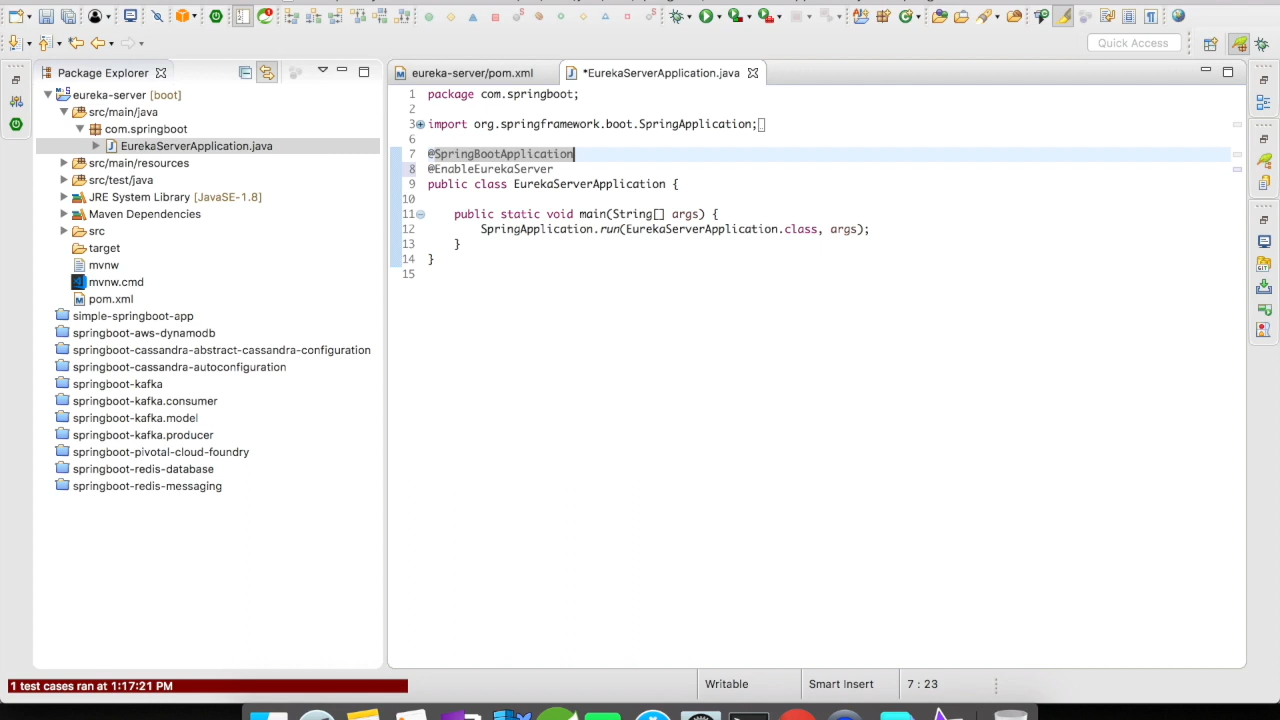 Quick Access
Package Explorer
eureka-server [boot]
src/main/java
com.springboot
EurekaServerApplication.java
src/main/resources
src/test/java
JRE System Library [JavaSE-1.8]
Maven Dependencies
src
target
mvnw
mvnw.cmd
pom.xml
simple-springboot-app
springboot-aws-dynamodb
springboot-cassandra-abstract-cassandra-configuration
springboot-cassandra-autoconfiguration
springboot-kafka
springboot-kafka.consumer
springboot-kafka.model
springboot-kafka.producer
springboot-pivotal-cloud-foundry
springboot-redis-database
springboot-redis-messaging
eureka-server/pom.xml
*EurekaServerApplication.java
1 package com.springboot;
2
3 import org.springframework.boot.SpringApplication;
6
7 @SpringBootApplication
8 @EnableEurekaServer
9 public class EurekaServerApplication {
10
11 public static void main(String[] args) {
12 SpringApplication.run(EurekaServerApplication.class, args);
13 }
14 }
15
1 test cases ran at 1:17:21 PM
Writable
Smart Insert
7 : 23